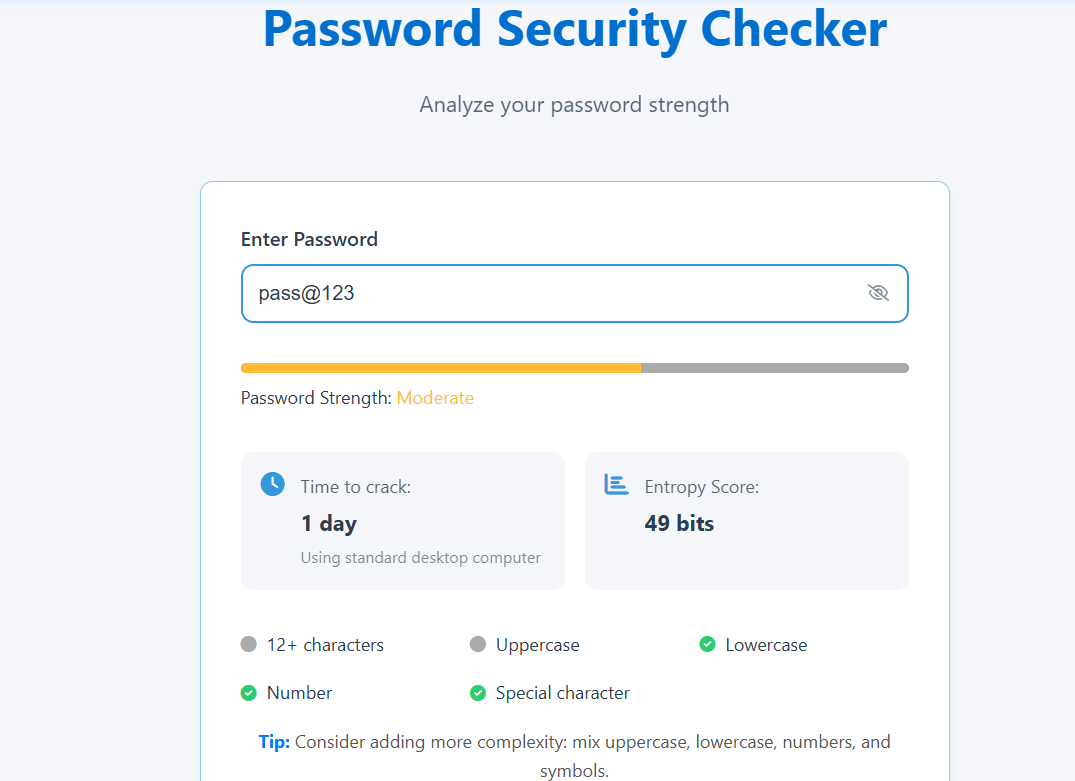 Password Security Checker
Analyze your password strength
Enter Password
pass@123
Password Strength: Moderate
Time to crack:
1 day
Using standard desktop computer
Entropy Score:
49 bits
12+ characters
Uppercase
Lowercase
Number
Special character
Tip: Consider adding more complexity: mix uppercase, lowercase, numbers, and
symbols.